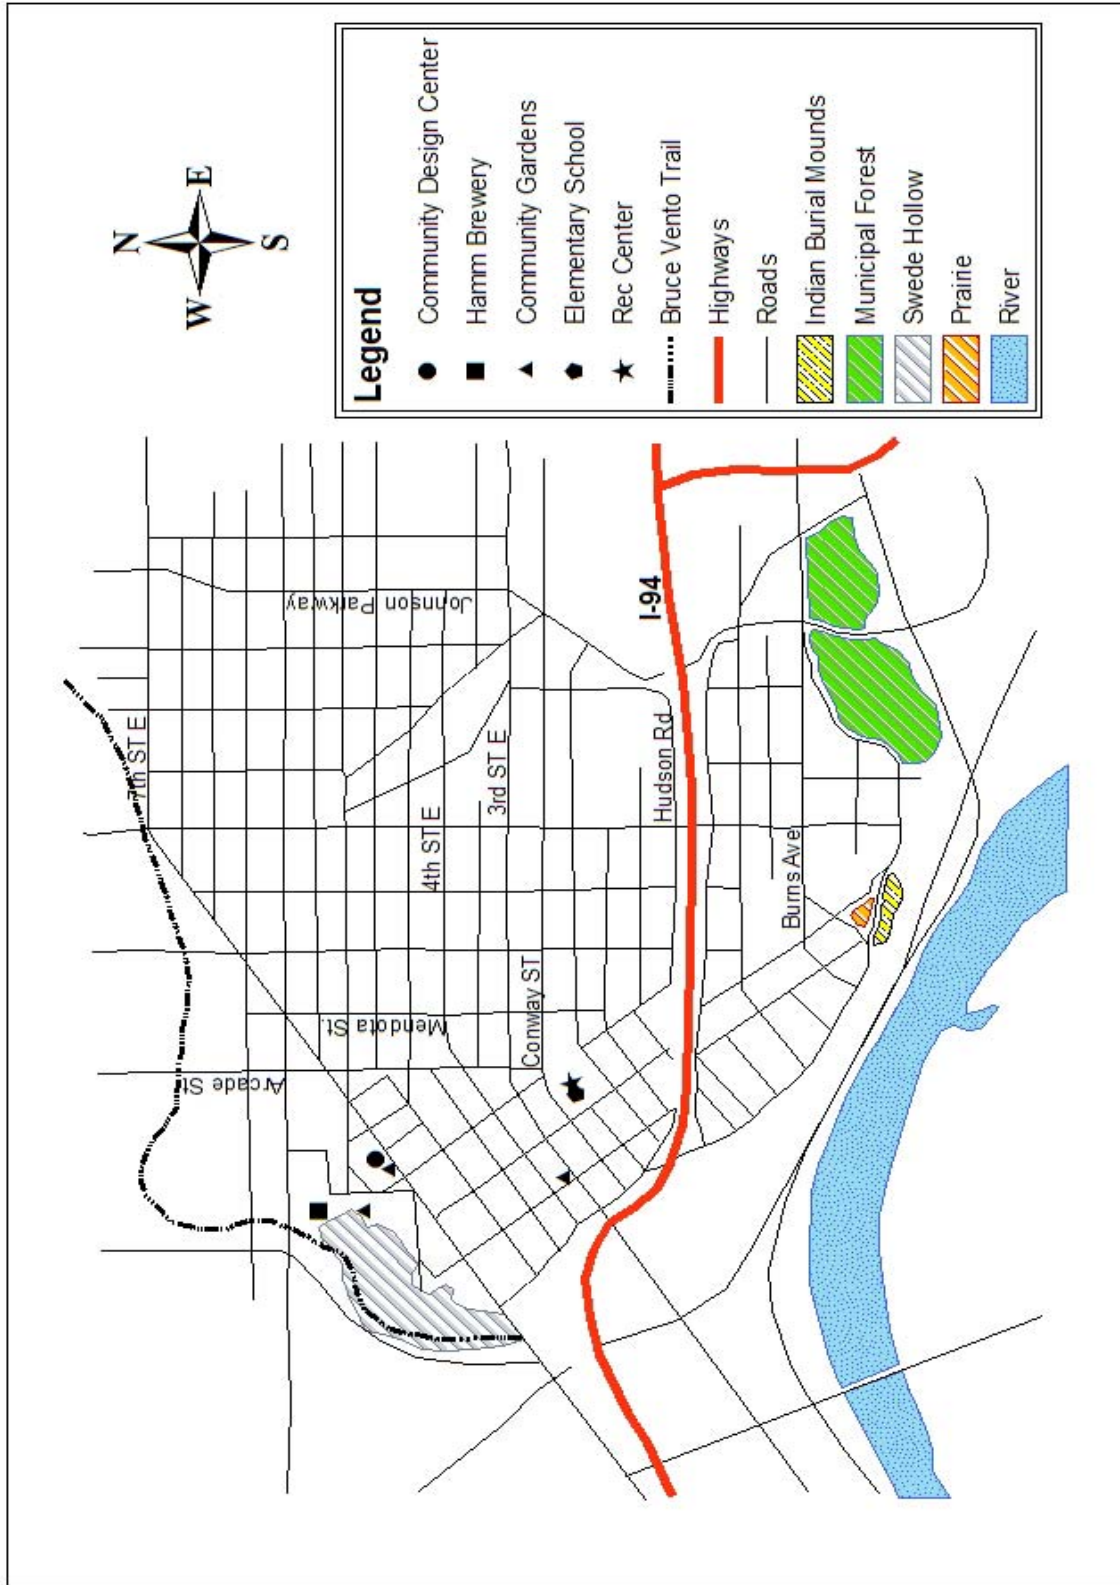 N
W
E
S
Legend
Community Design Center
Hamm Brewery
Community Gardens
Elementary School
Rec Center
Bruce Vento Trail
Highways
Roads
Indian Burial Mounds
Municipal Forest
Swede Hollow
Prairie
River
7th ST E
Arcade St
Mendota St.
Johnson Parkway
4th ST E
3rd ST E
Conway ST
Hudson Rd
I-94
Burns Ave